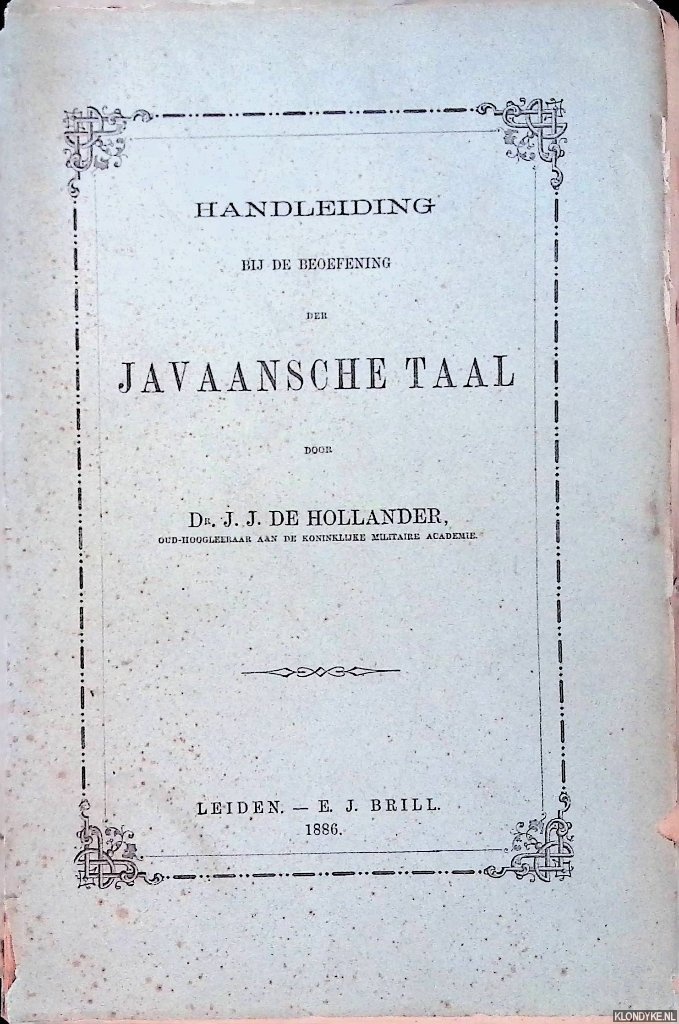 HANDLEIDING
BIJ DE BEOEFENING
DER
JAVAANSCHE TAAL
DOOR
DR. J. J. DE HOLLANDER,
OUD-HOOGLEERAAR AAN DE KONINKLIJKE MILITAIRE ACADEMIE.
LEIDEN. — E. J. BRILL.
1886.
KLONDYKE.NL